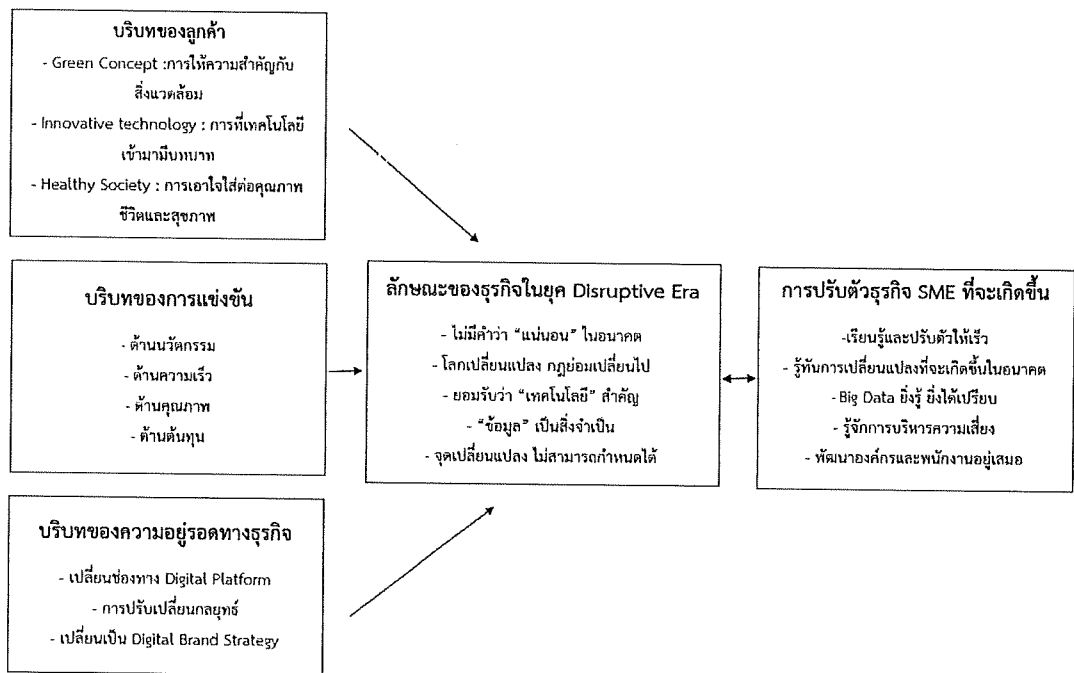 บริบทของลูกค้า
- Green Concept :การให้ความสำคัญกับ
สิ่งแวดล้อม
- Innovative technology : การที่เทคโนโลยี
เข้ามามีบทบาท
- Healthy Society : การเอาใจใส่ต่อคุณภาพ
ชีวิตและสุขภาพ
บริบทของการแข่งขัน
- ด้านนวัตกรรม
- ด้านความเร็ว
- ด้านคุณภาพ
- ด้านต้นทุน
บริบทของความอยู่รอดทางธุรกิจ
- เปลี่ยนช่องทาง Digital Platform
- การปรับเปลี่ยนกลยุทธ์
- เปลี่ยนเป็น Digital Brand Strategy
ลักษณะของธุรกิจในยุค Disruptive Era
- ไม่มีคำว่า “แน่นอน” ในอนาคต
- โลกเปลี่ยนแปลง กฎย่อมเปลี่ยนไป
- ยอมรับว่า “เทคโนโลยี” สำคัญ
- “ข้อมูล” เป็นสิ่งจำเป็น
- จุดเปลี่ยนแปลง ไม่สามารถกำหนดได้
การปรับตัวธุรกิจ SME ที่จะเกิดขึ้น
-เรียนรู้และปรับตัวให้เร็ว
- รู้ทันการเปลี่ยนแปลงที่จะเกิดขึ้นในอนาคต
- Big Data ยิ่งรู้ ยิ่งได้เปรียบ
- รู้จักการบริหารความเสี่ยง
- พัฒนาองค์กรและพนักงานอยู่เสมอ